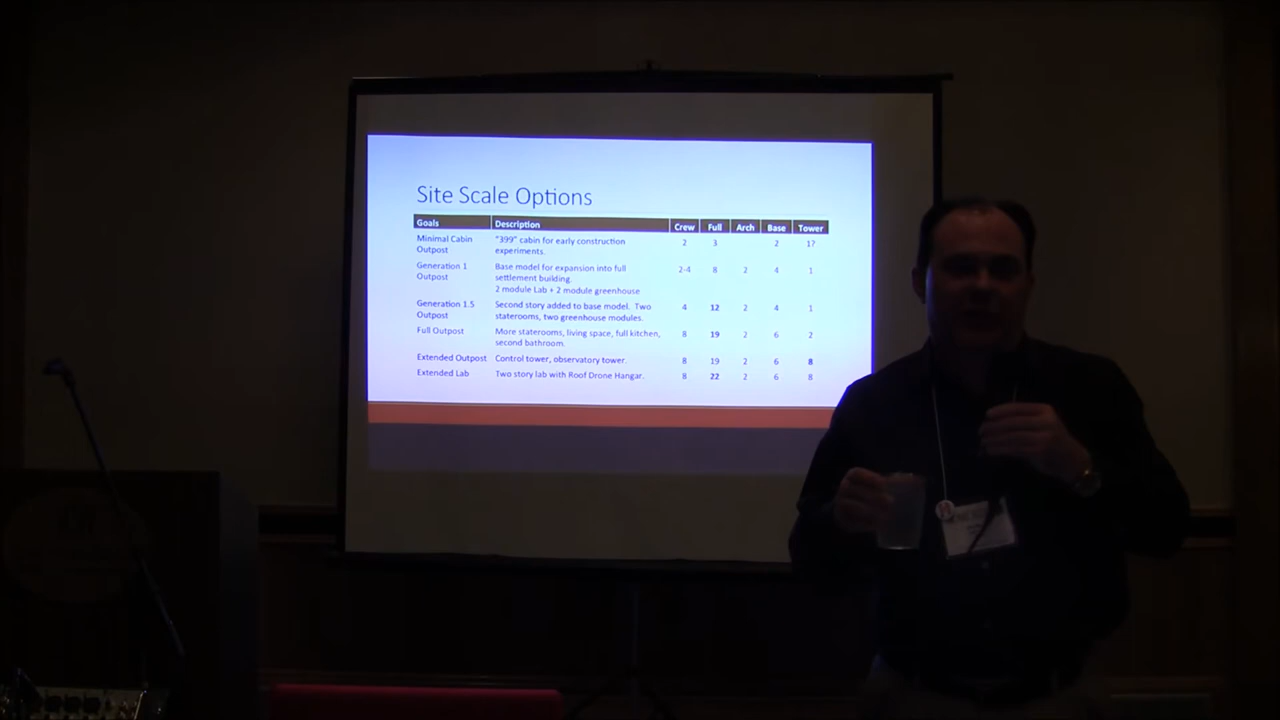 Site Scale Options
Goals Description Crew Full Arch Base Tower
Minimal Cabin "399" cabin for early construction 2 3 2 1?
Outpost experiments.
Generation 1 Base model for expansion into full 2-4 8 2 4 1
Outpost settlement building
2 module Lab + 2 module greenhouse
Generation 1.5 Second story added to base model. Two 4 12 2 4 1
Outpost staterooms, two greenhouse modules.
Full Outpost More staterooms, living space, full kitchen, 8 19 2 6 2
second bathroom.
Extended Outpost Control tower, observatory tower. 8 19 2 6 8
Extended Lab Two story lab with Roof Drone Hangar. 8 22 2 6 8